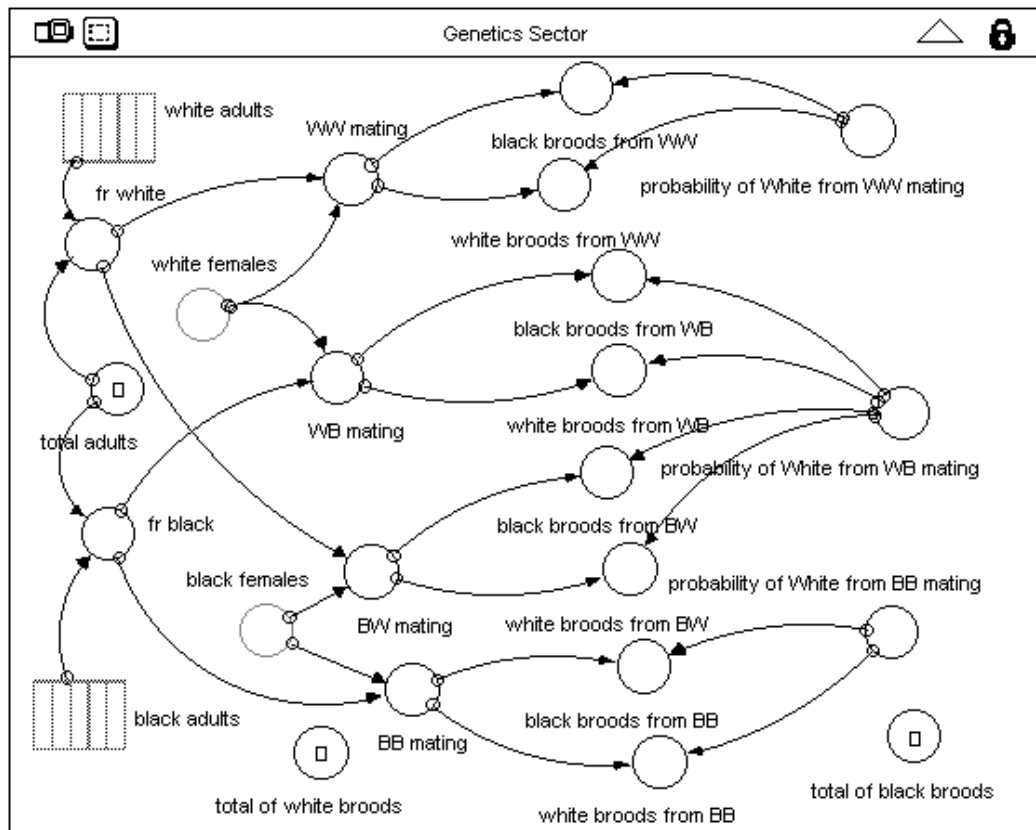 Genetics Sector
white adults
WW mating
black broods from WW
fr white
probability of White from WW mating
white broods from WW
white females
black broods from WB
total adults
WB mating
white broods from WB
probability of White from WB mating
fr black
black broods from BW
black females
probability of White from BB mating
BW mating
white broods from BW
black adults
black broods from BB
BB mating
total of white broods
total of black broods
white broods from BB